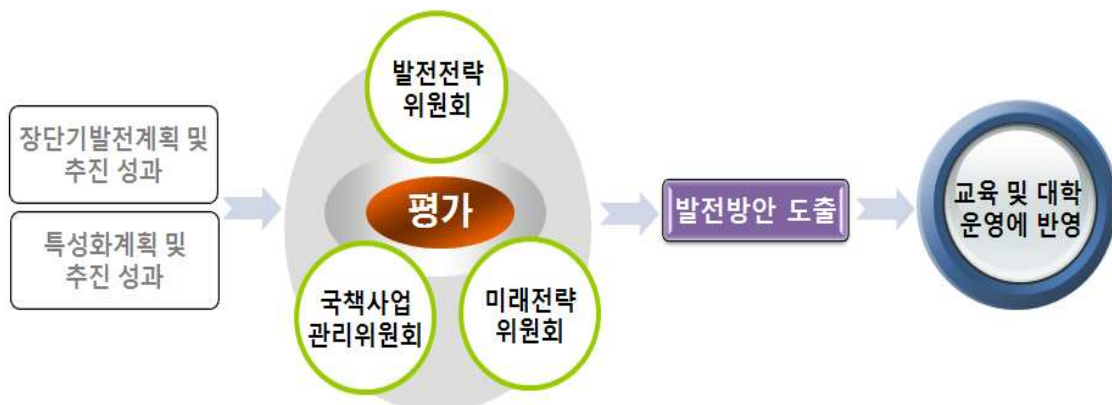 장단기발전계획 및
추진 성과
특성화계획 및
추진 성과
발전전략
위원회
평가
국책사업
관리위원회
미래전략
위원회
발전방안 도출
교육 및 대학
운영에 반영